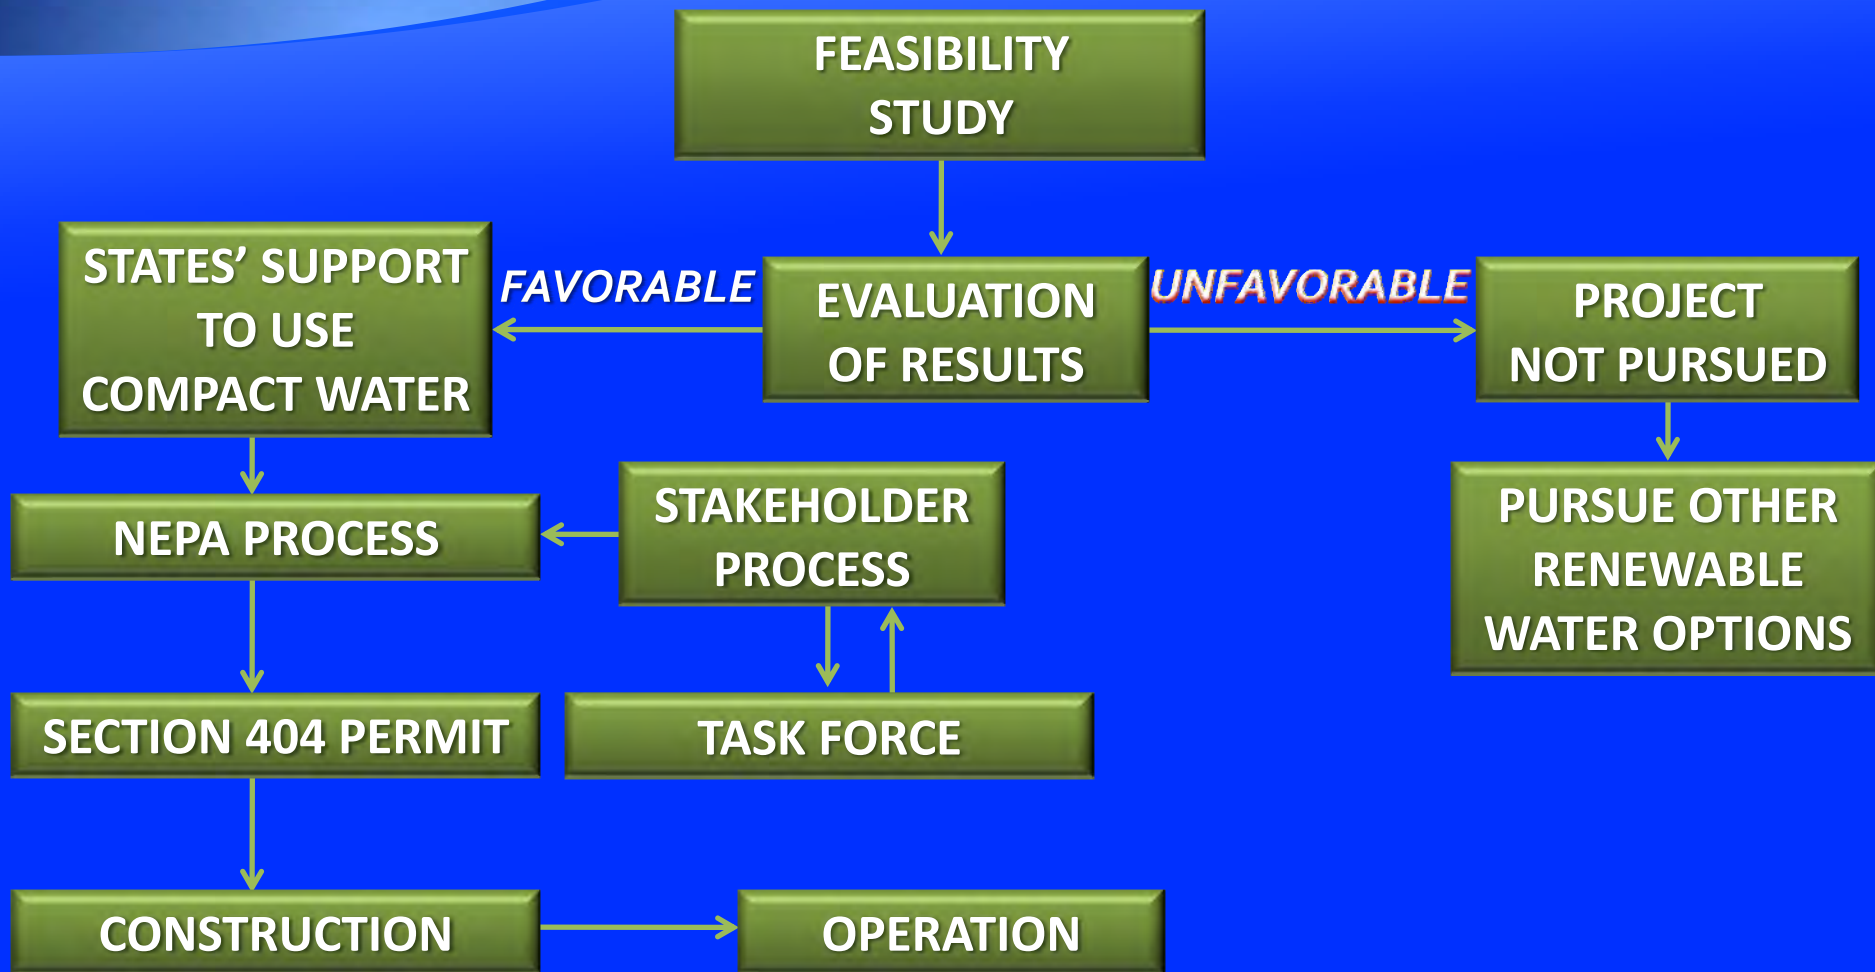 FEASIBILITY
STUDY
STATES’ SUPPORT
TO USE
COMPACT WATER
FAVORABLE
EVALUATION
OF RESULTS
UNFAVORABLE
PROJECT
NOT PURSUED
NEPA PROCESS
STAKEHOLDER
PROCESS
PURSUE OTHER
RENEWABLE
WATER OPTIONS
SECTION 404 PERMIT
TASK FORCE
CONSTRUCTION
OPERATION